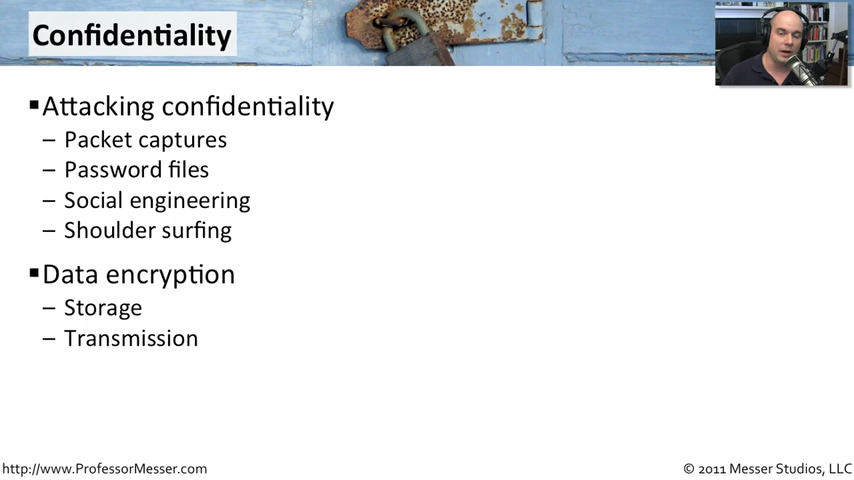 Confidentiality
▪Attacking confidentiality
– Packet captures
– Password files
– Social engineering
– Shoulder surfing
▪Data encryption
– Storage
– Transmission
http://www.ProfessorMesser.com
© 2011 Messer Studios, LLC